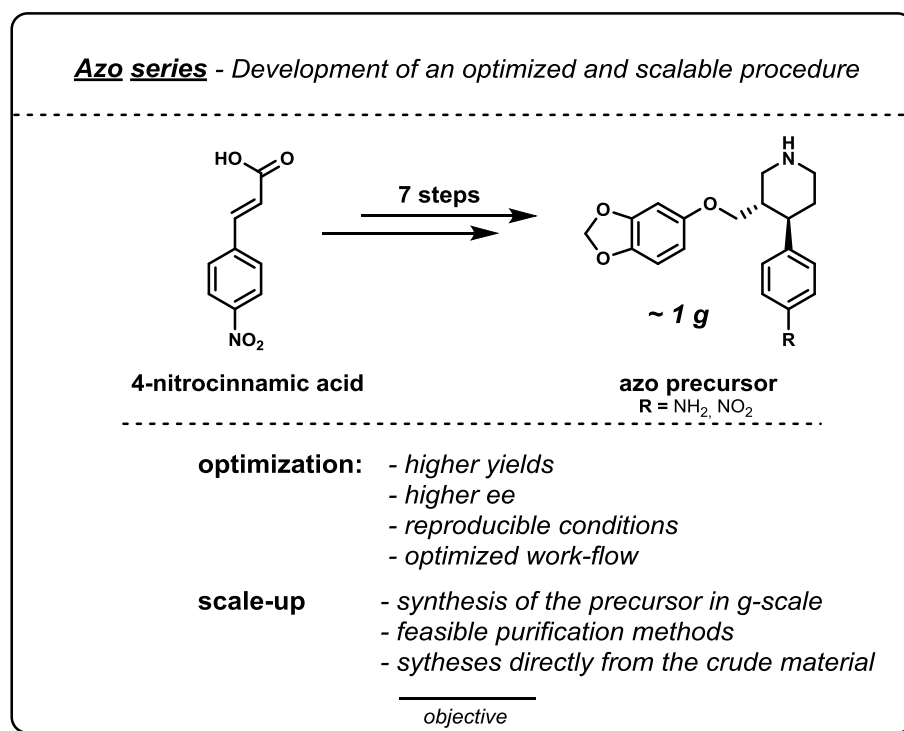 Azo series - Development of an optimized and scalable procedure
HO
O
7 steps
H
N
O
O
O
~ 1 g
NO2
R
4-nitrocinnamic acid
azo precursor
R = NH2, NO2
optimization: - higher yields
- higher ee
- reproducible conditions
- optimized work-flow
scale-up - synthesis of the precursor in g-scale
- feasible purification methods
- sytheses directly from the crude material
objective